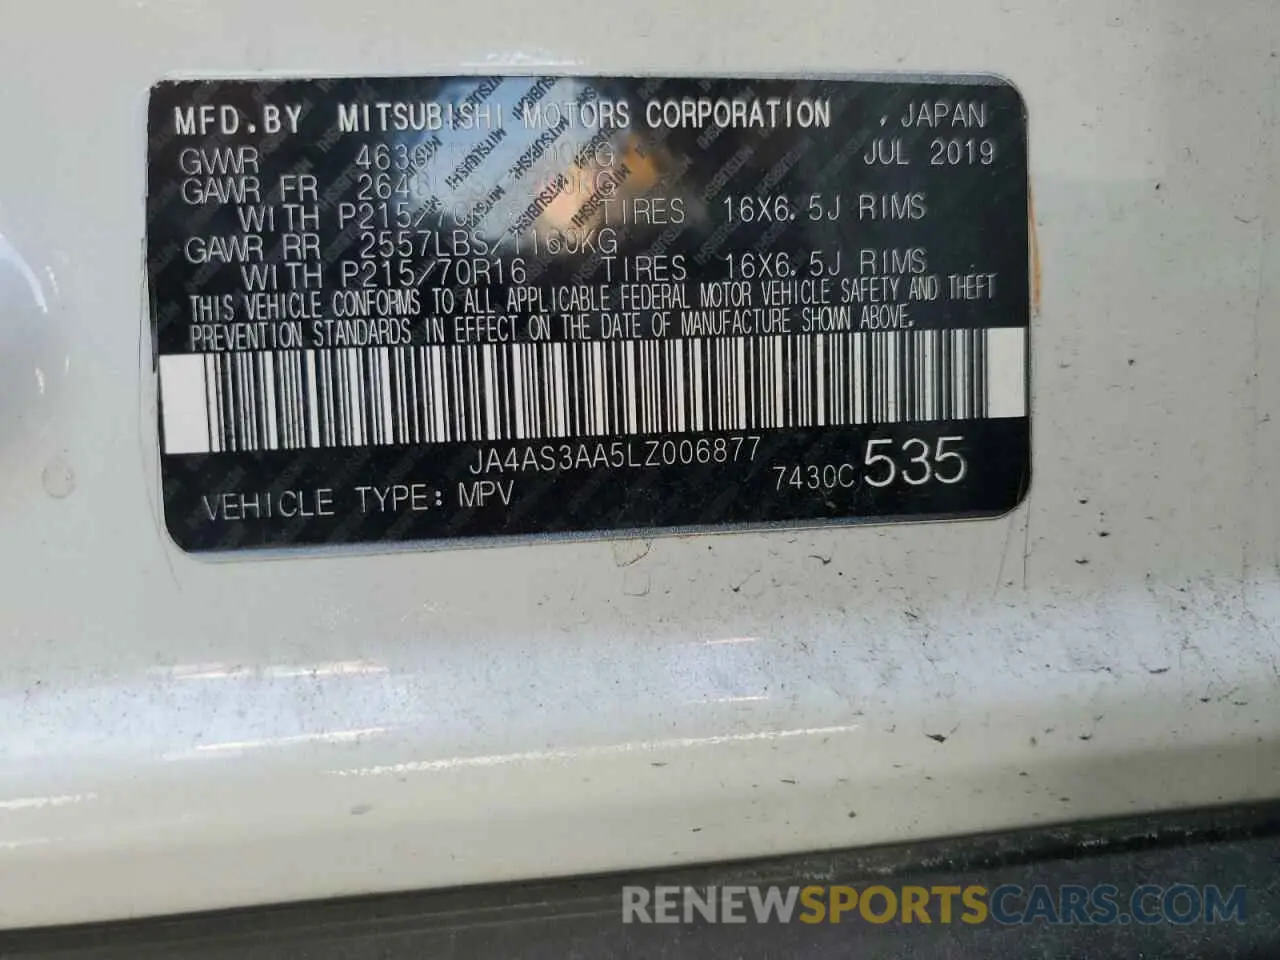 MFD.BY MITSUBISHI MOTORS CORPORATION , JAPAN
GVWR JUL 2019
GAWR FR
WITH P215/70R16 TIRES 16X6.5J RIMS
GAWR RR 2557LBS/1160KG
WITH P215/70R16 TIRES 16X6.5J RIMS
THIS VEHICLE CONFORMS TO ALL APPLICABLE FEDERAL MOTOR VEHICLE SAFETY AND THEFT
PREVENTION STANDARDS IN EFFECT ON THE DATE OF MANUFACTURE SHOWN ABOVE.
JA4AS3AA5LZ006877
VEHICLE TYPE: MPV 7430C 535
RENEWSPORTSCARS.COM